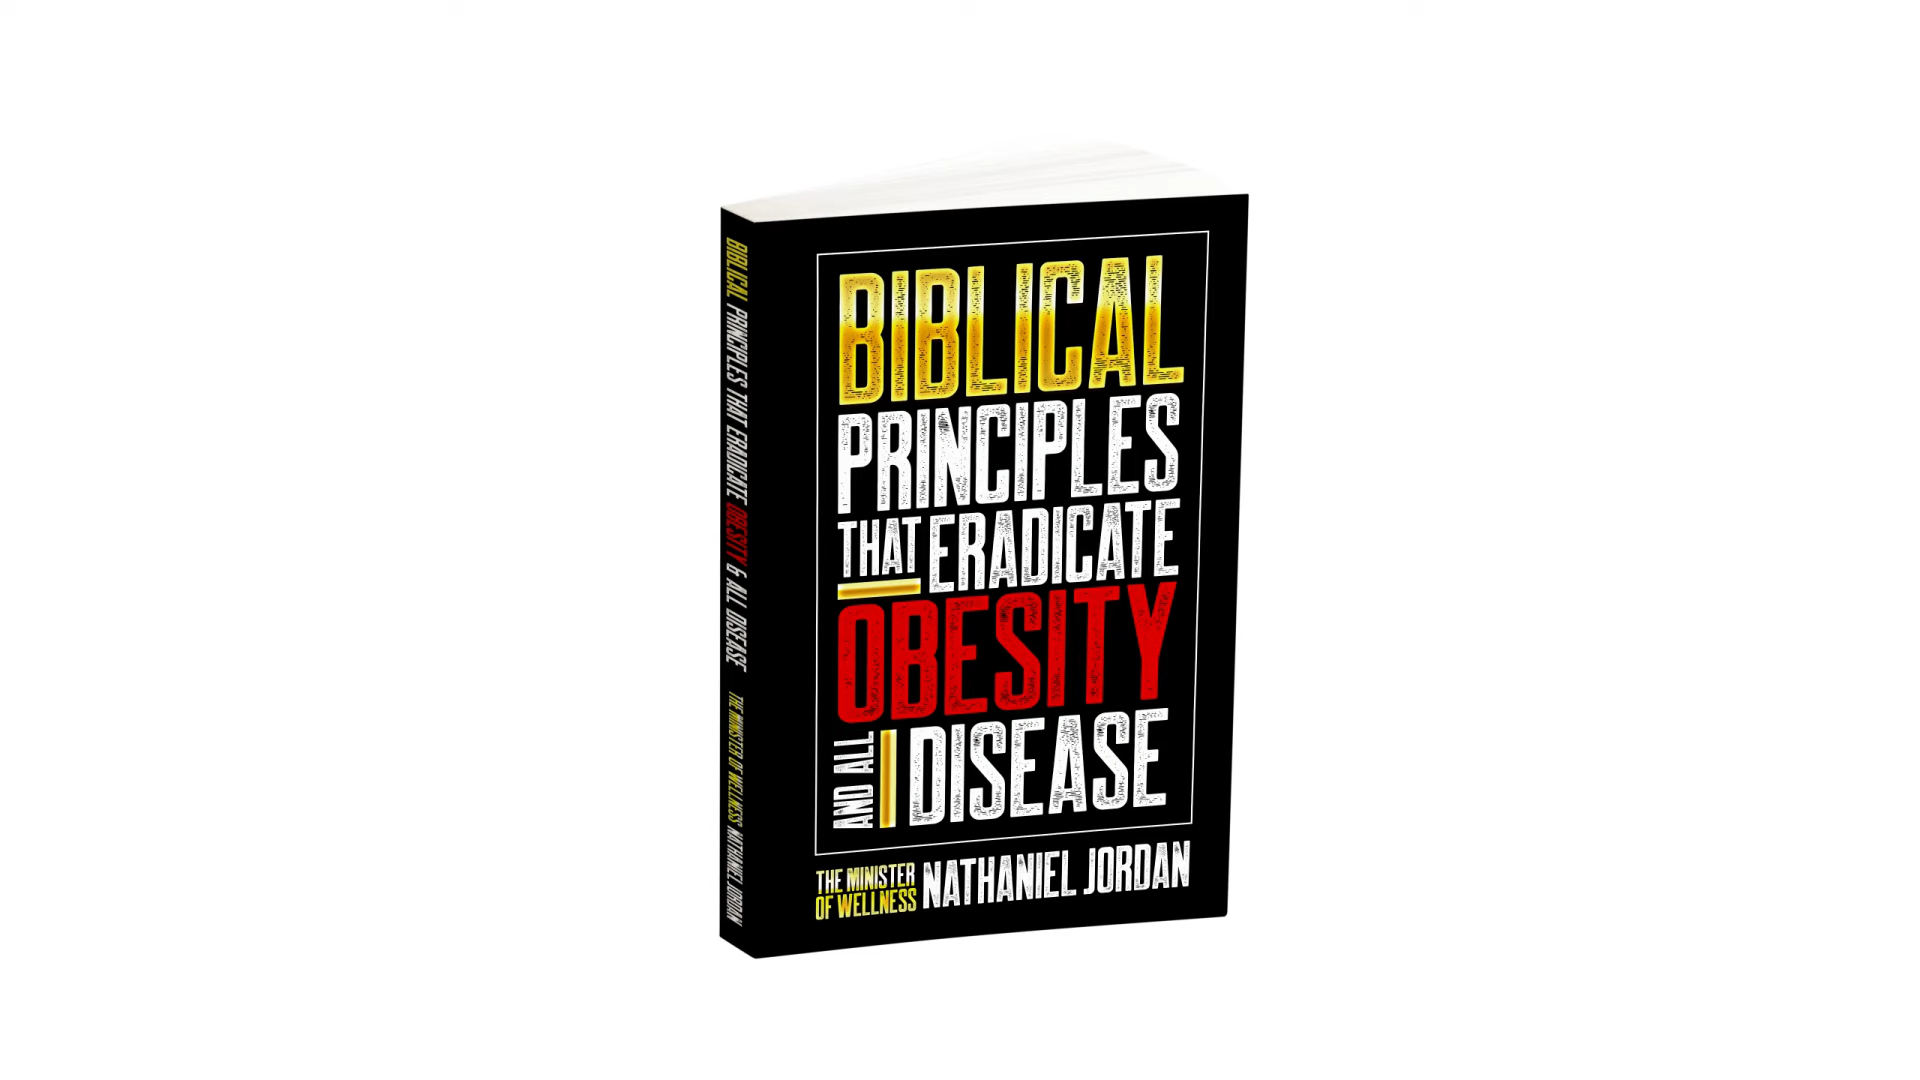 BIBLICAL
PRINCIPLES
THAT ERADICATE
OBESITY
AND ALL DISEASE
THE MINISTER
OF WELLNESS
NATHANIEL JORDAN
BIBLICAL PRINCIPLES THAT ERADICATE OBESITY & ALL DISEASE THE MINISTER OF WELLNESS NATHANIEL JORDAN